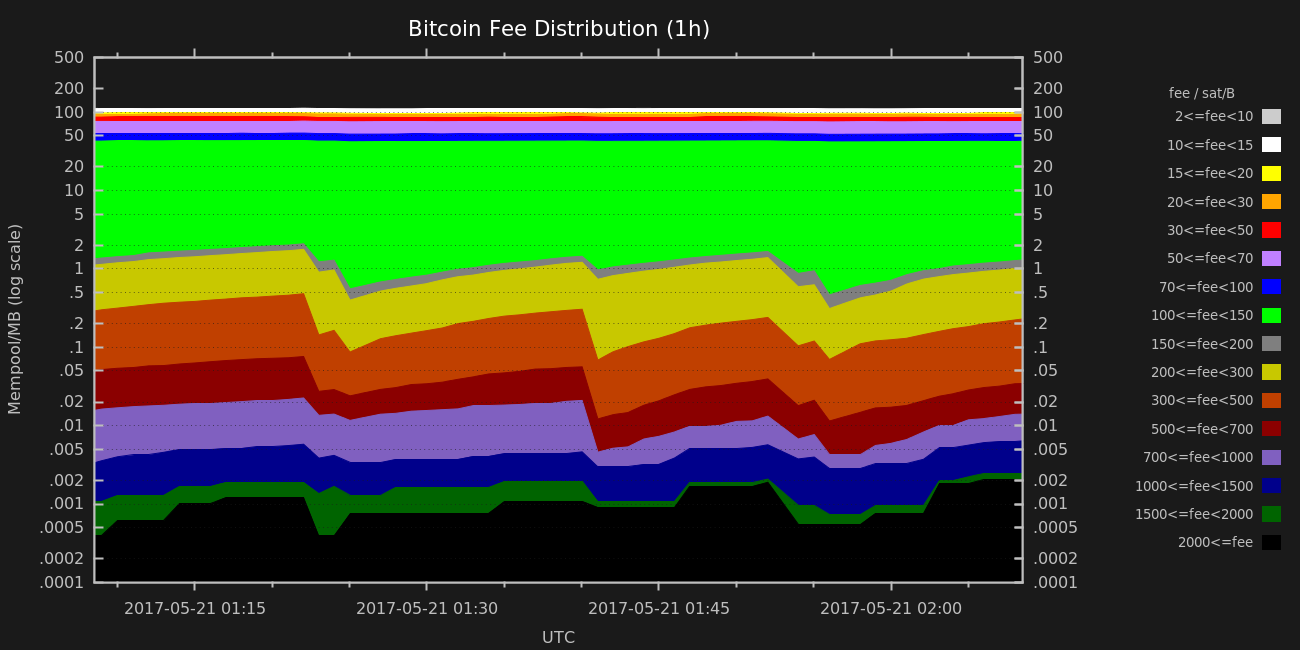 Bitcoin Fee Distribution (1h)
Mempool/MB (log scale)
500
200
100
50
20
10
5
2
1
.5
.2
.1
.05
.02
.01
.005
.002
.001
.0005
.0002
.0001
500
200
100
50
20
10
5
2
1
.5
.2
.1
.05
.02
.01
.005
.002
.001
.0005
.0002
.0001
2017-05-21 01:15
2017-05-21 01:30
2017-05-21 01:45
2017-05-21 02:00
UTC
fee / sat/B
2<=fee<10
10<=fee<15
15<=fee<20
20<=fee<30
30<=fee<50
50<=fee<70
70<=fee<100
100<=fee<150
150<=fee<200
200<=fee<300
300<=fee<500
500<=fee<700
700<=fee<1000
1000<=fee<1500
1500<=fee<2000
2000<=fee